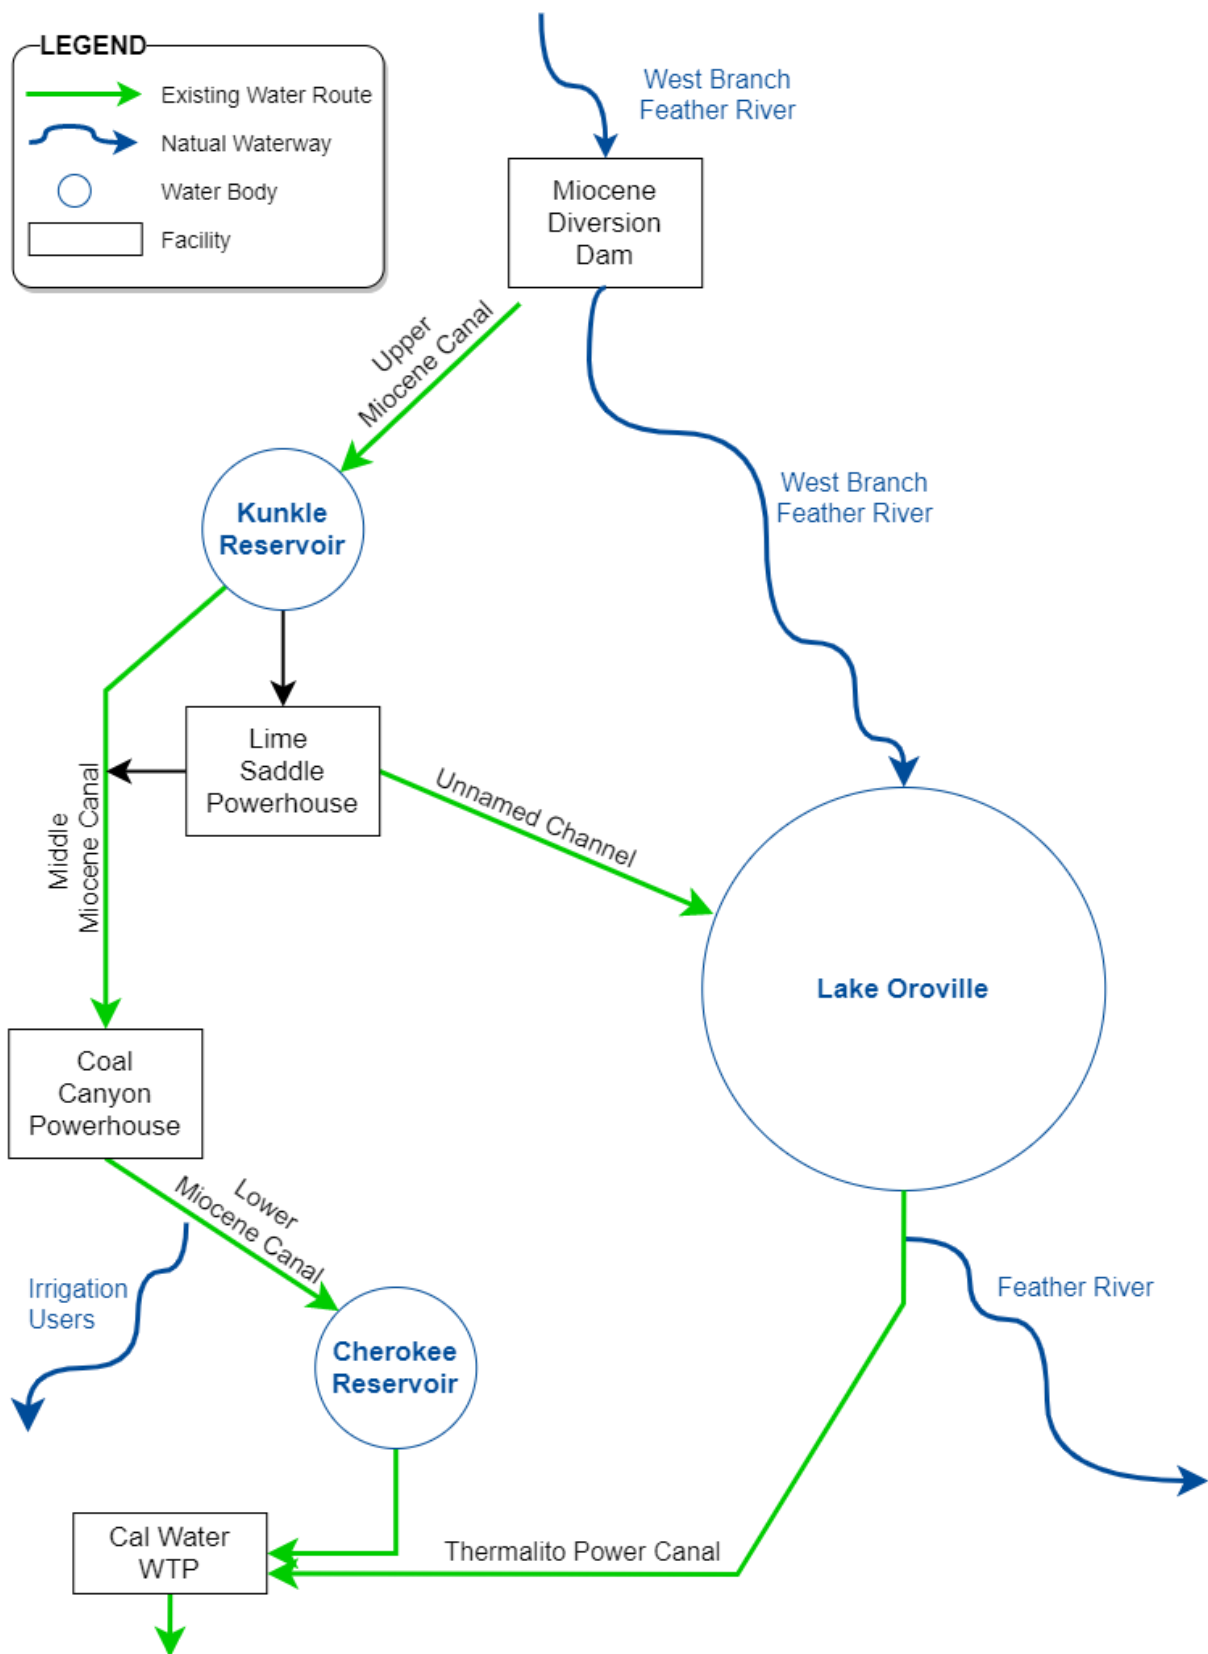 LEGEND
Existing Water Route
Natual Waterway
Water Body
Facility
West Branch
Feather River
Miocene
Diversion
Dam
Upper
Miocene Canal
West Branch
Feather River
Kunkle
Reservoir
Lime
Saddle
Powerhouse
Unnamed Channel
Middle
Miocene Canal
Lake Oroville
Coal
Canyon
Powerhouse
Lower
Miocene Canal
Irrigation
Users
Feather River
Cherokee
Reservoir
Cal Water
WTP
Thermalito Power Canal